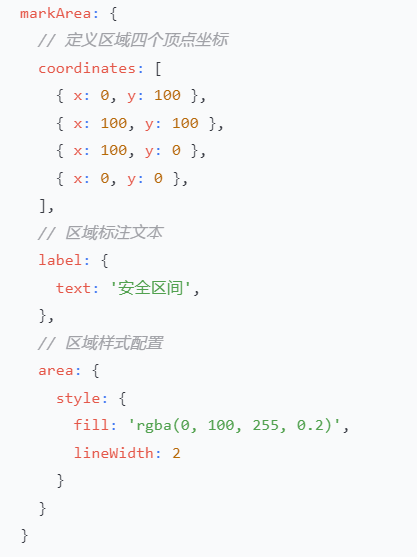 markArea: {
  // 定义区域四个顶点坐标
  coordinates: [
    { x: 0, y: 100 },
    { x: 100, y: 100 },
    { x: 100, y: 0 },
    { x: 0, y: 0 },
  ],
  // 区域标注文本
  label: {
    text: '安全区间',
  },
  // 区域样式配置
  area: {
    style: {
      fill: 'rgba(0, 100, 255, 0.2)',
      lineWidth: 2
    }
  }
}